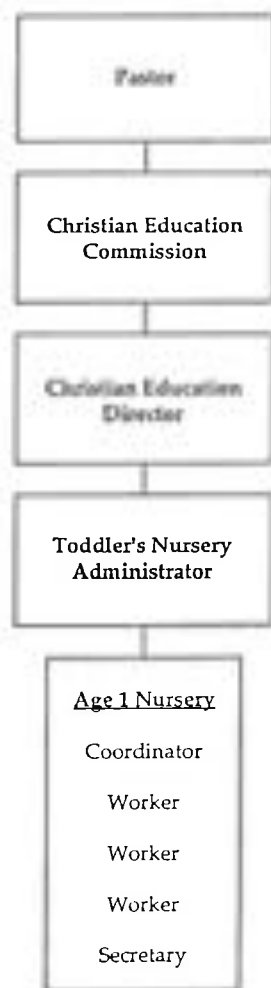 Pastor
Christian Education
Commission
Christian Education
Director
Toddler's Nursery
Administrator
Age 1 Nursery
Coordinator
Worker
Worker
Worker
Secretary